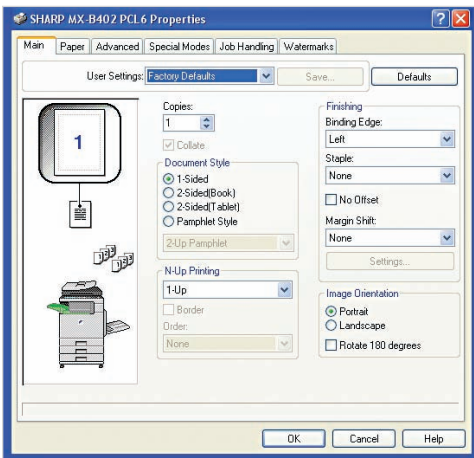 SHARP MX-B402 PCL6 Properties
Main Paper Advanced Special Modes Job Handling Watermarks
User Settings: Factory Defaults Save... Defaults
1
Copies:
1
Collate
Document Style
1-Sided
2-Sided(Book)
2-Sided(Tablet)
Pamphlet Style
2-Up Pamphlet
N-Up Printing
1-Up
Border
Order:
None
Finishing
Binding Edge:
Left
Staple:
None
No Offset
Margin Shift:
None
Settings...
Image Orientation
Portrait
Landscape
Rotate 180 degrees
OK Cancel Help